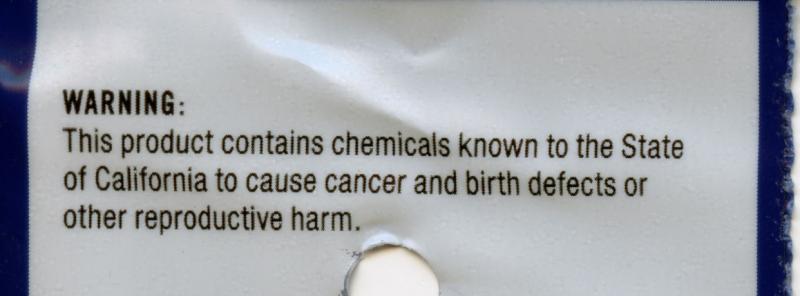 WARNING:
This product contains chemicals known to the State
of California to cause cancer and birth defects or
other reproductive harm.